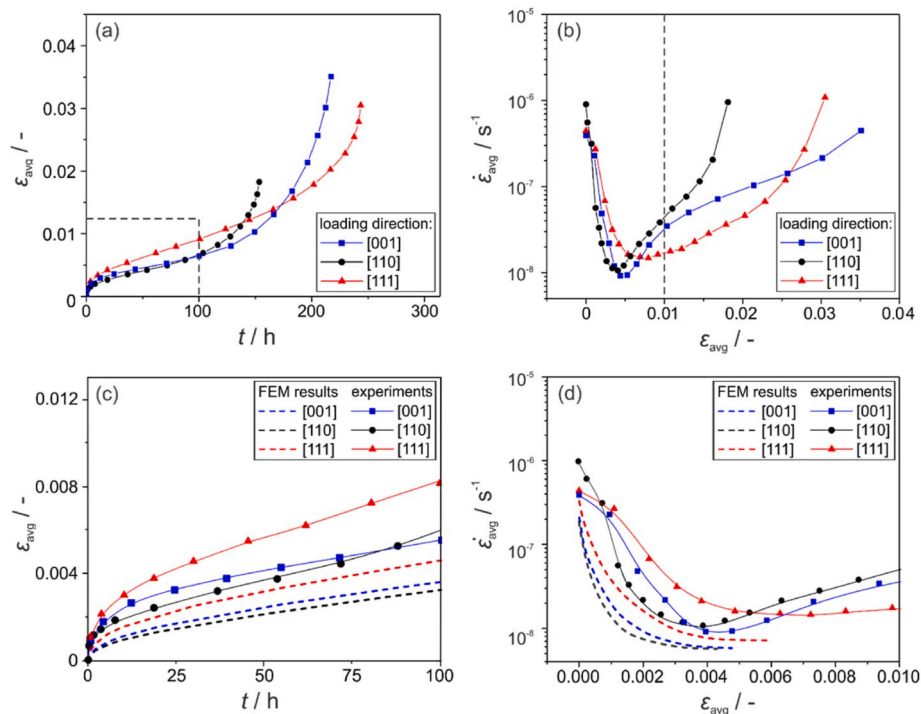 (a)
0.04
0.03
0.02
0.01
0
ε_avg / -
0 100 200 300
t / h
loading direction:
[001]
[110]
[111]
(b)
10⁻⁵
10⁻⁶
10⁻⁷
10⁻⁸
ε̇_avg / s⁻¹
0 0.01 0.02 0.03 0.04
ε_avg / -
loading direction:
[001]
[110]
[111]
(c)
0.012
0.008
0.004
0
ε_avg / -
0 25 50 75 100
t / h
FEM results experiments
[001] [001]
[110] [110]
[111] [111]
(d)
10⁻⁵
10⁻⁶
10⁻⁷
10⁻⁸
ε̇_avg / s⁻¹
0.000 0.002 0.004 0.006 0.008 0.010
ε_avg / -
FEM results experiments
[001] [001]
[110] [110]
[111] [111]